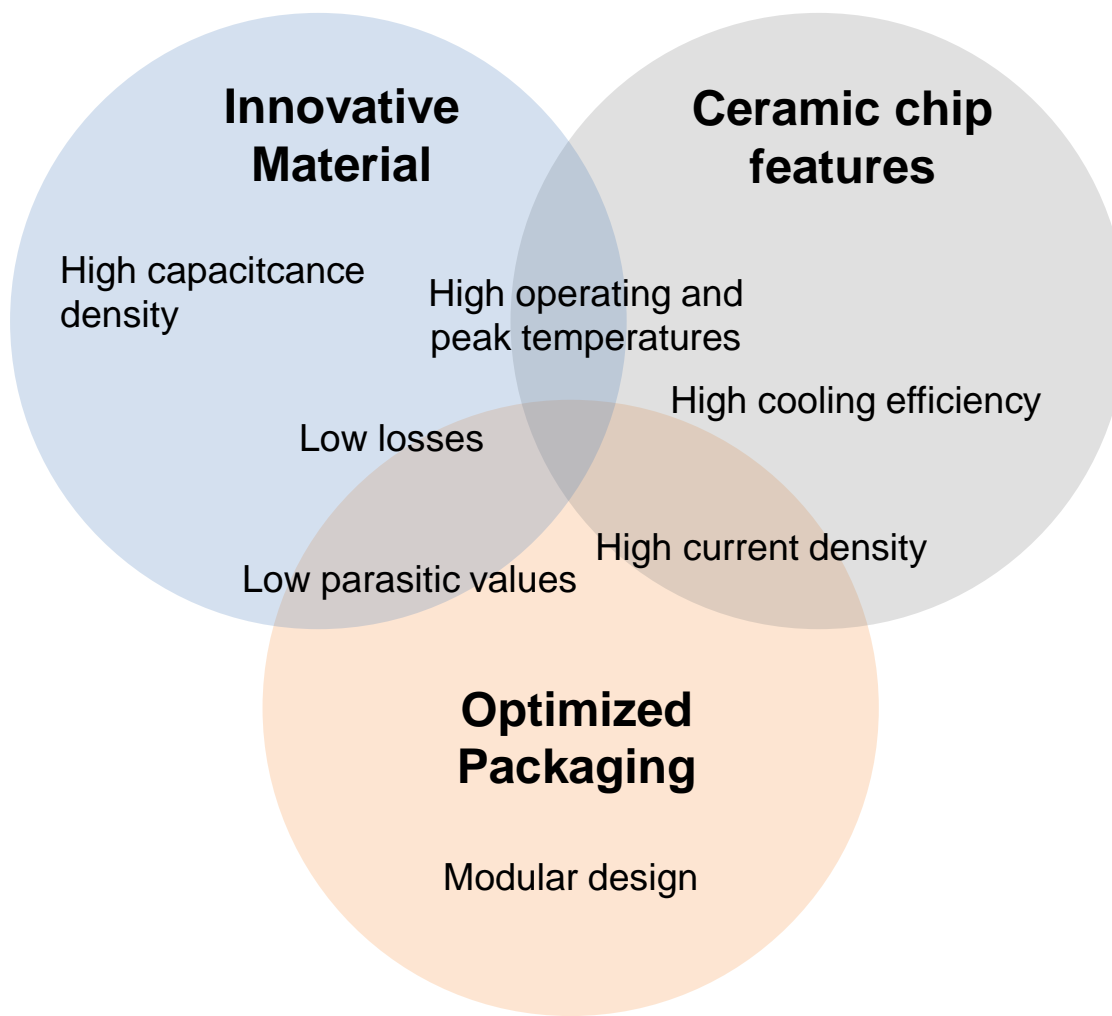 Innovative
Material
Ceramic chip
features
High capacitcance
density
High operating and
peak temperatures
High cooling efficiency
Low losses
High current density
Low parasitic values
Optimized
Packaging
Modular design